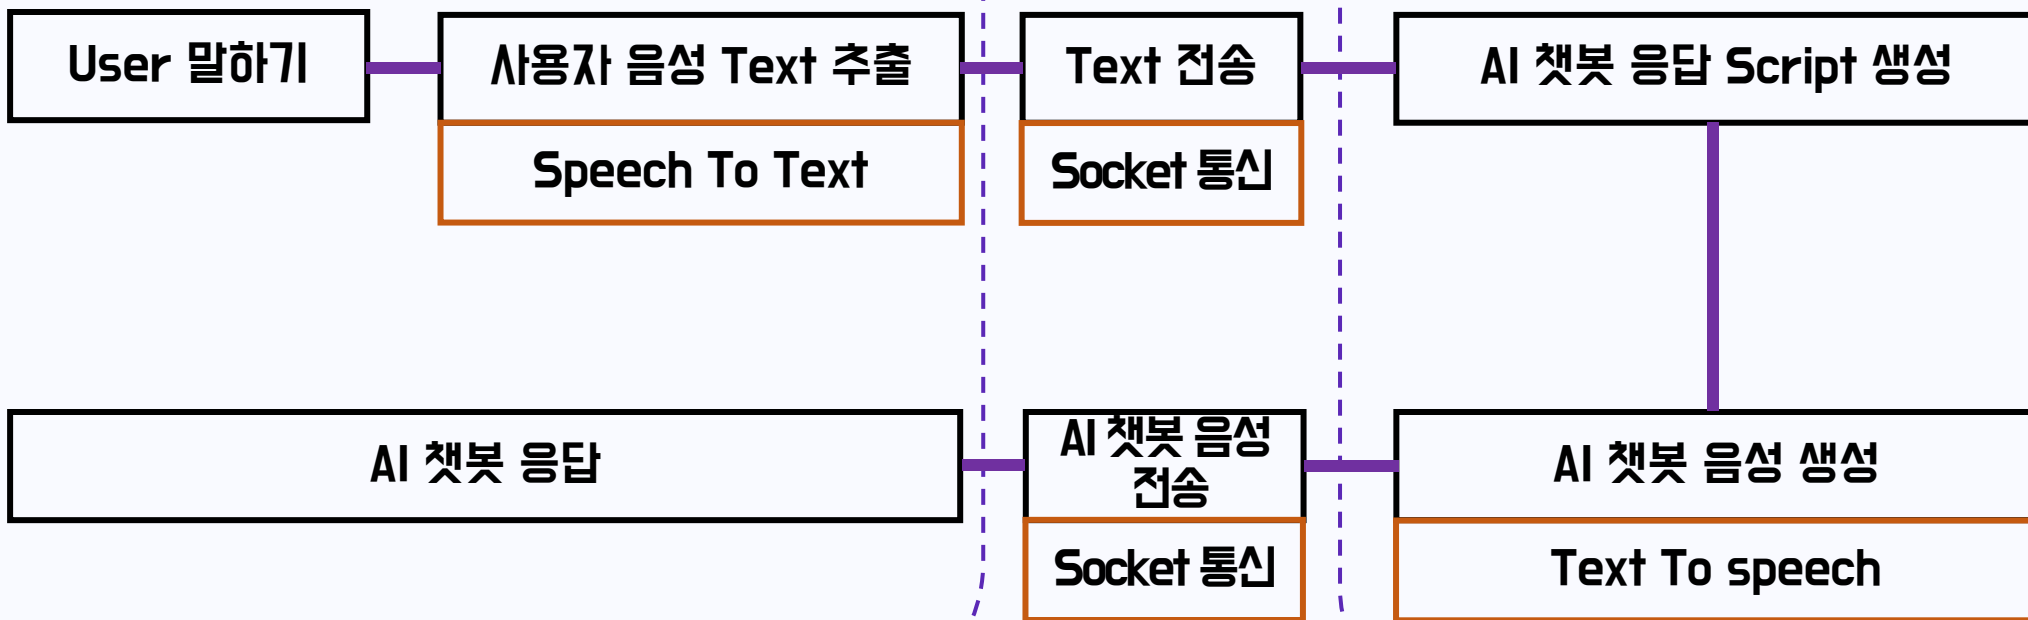 User 말하기
사용자 음성 Text 추출
Text 전송
AI 챗봇 응답 Script 생성
Speech To Text
Socket 통신
AI 챗봇 응답
AI 챗봇 음성
전송
AI 챗봇 음성 생성
Socket 통신
Text To speech